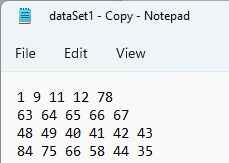 dataSet1 - Copy - Notepad
File Edit View
1 9 11 12 78
63 64 65 66 67
48 49 40 41 42 43
84 75 66 58 44 35